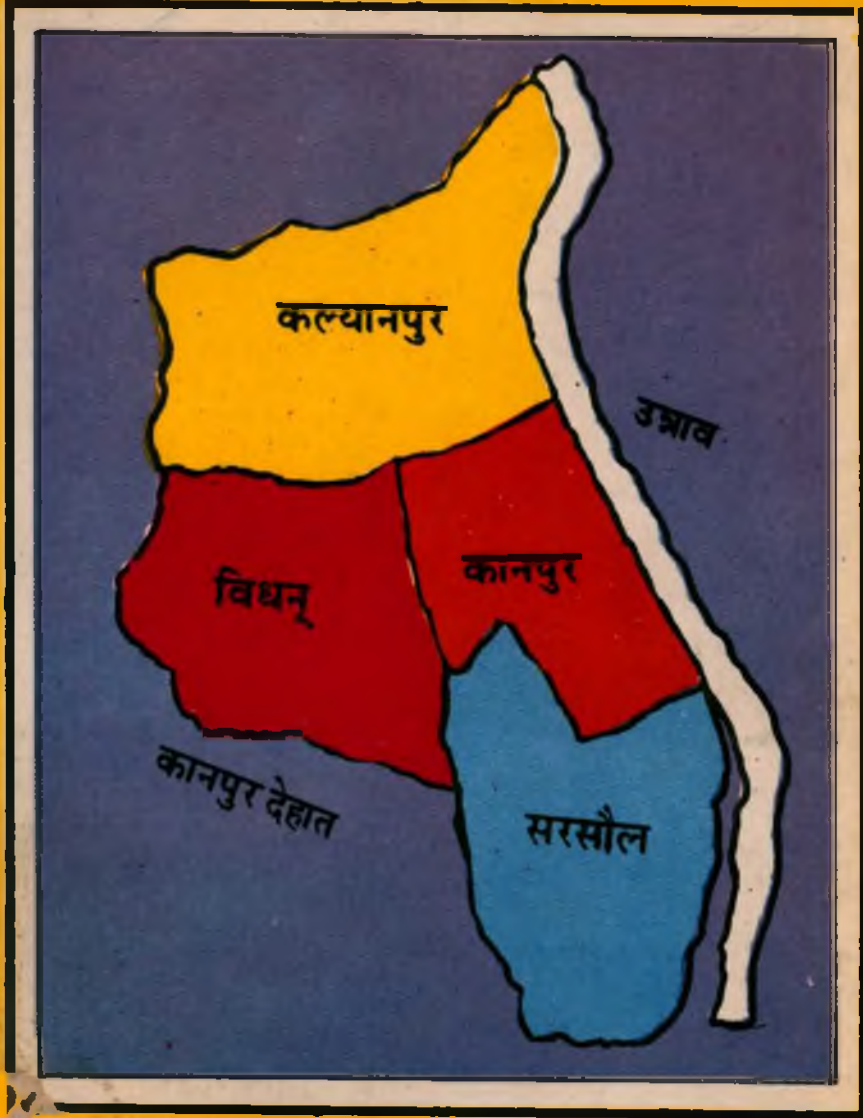 कल्यानपुर
उन्नाव
कानपुर
विधनू
कानपुर देहात
सरसौल